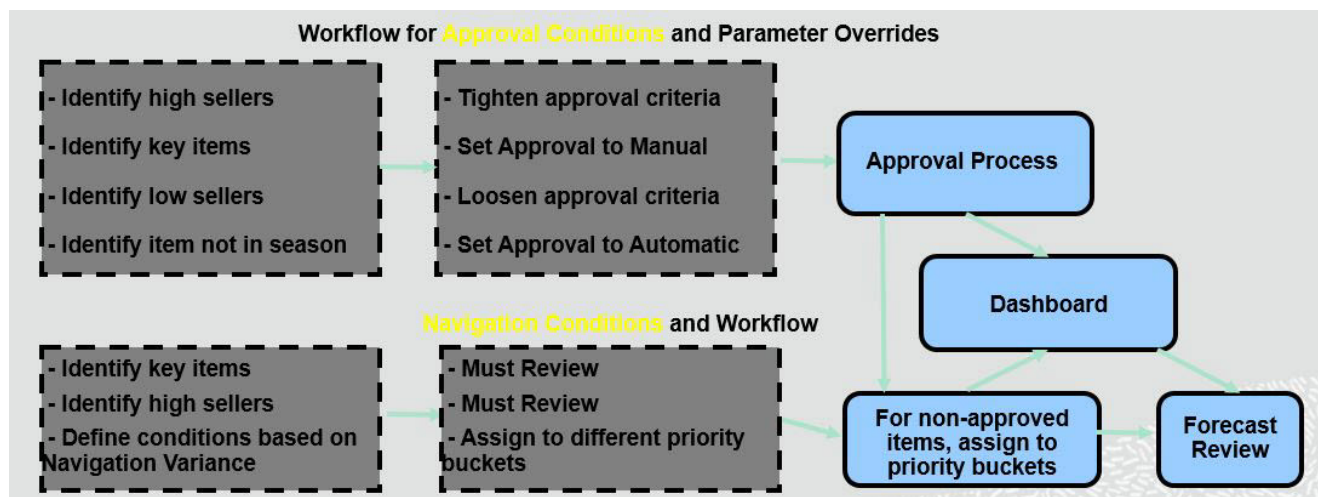 Workflow for Approval Conditions and Parameter Overrides
- Identify high sellers
- Identify key items
- Identify low sellers
- Identify item not in season
- Tighten approval criteria
- Set Approval to Manual
- Loosen approval criteria
- Set Approval to Automatic
Approval Process
Dashboard
Navigation Conditions and Workflow
- Identify key items
- Identify high sellers
- Define conditions based on
Navigation Variance
- Must Review
- Must Review
- Assign to different priority
buckets
For non-approved
items, assign to
priority buckets
Forecast
Review